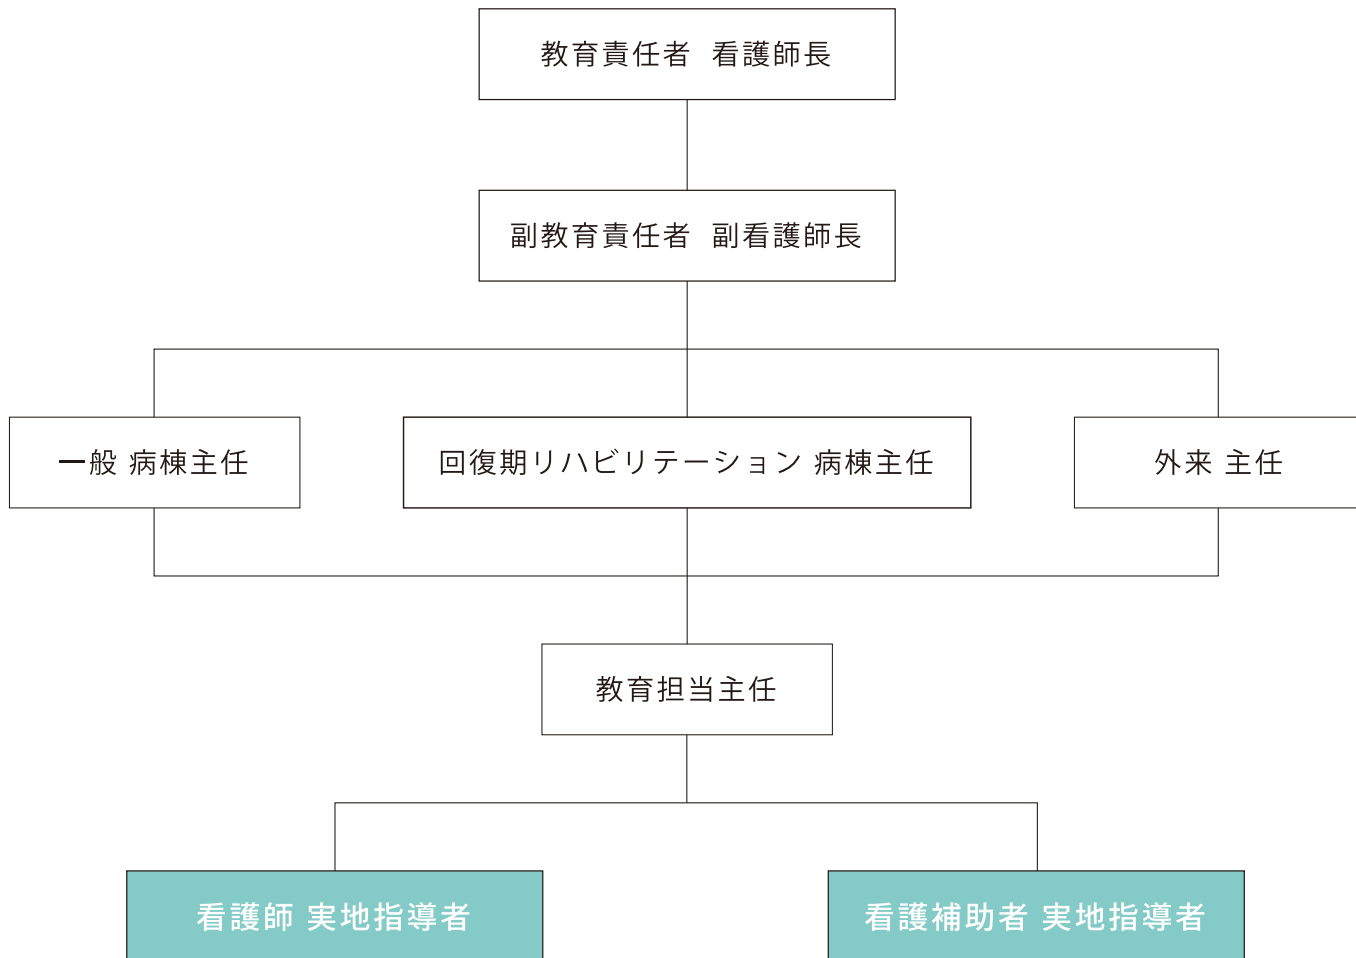 教育責任者 看護師長
副教育責任者 副看護師長
一般 病棟主任
回復期リハビリテーション 病棟主任
外来 主任
教育担当主任
看護師 実地指導者
看護補助者 実地指導者